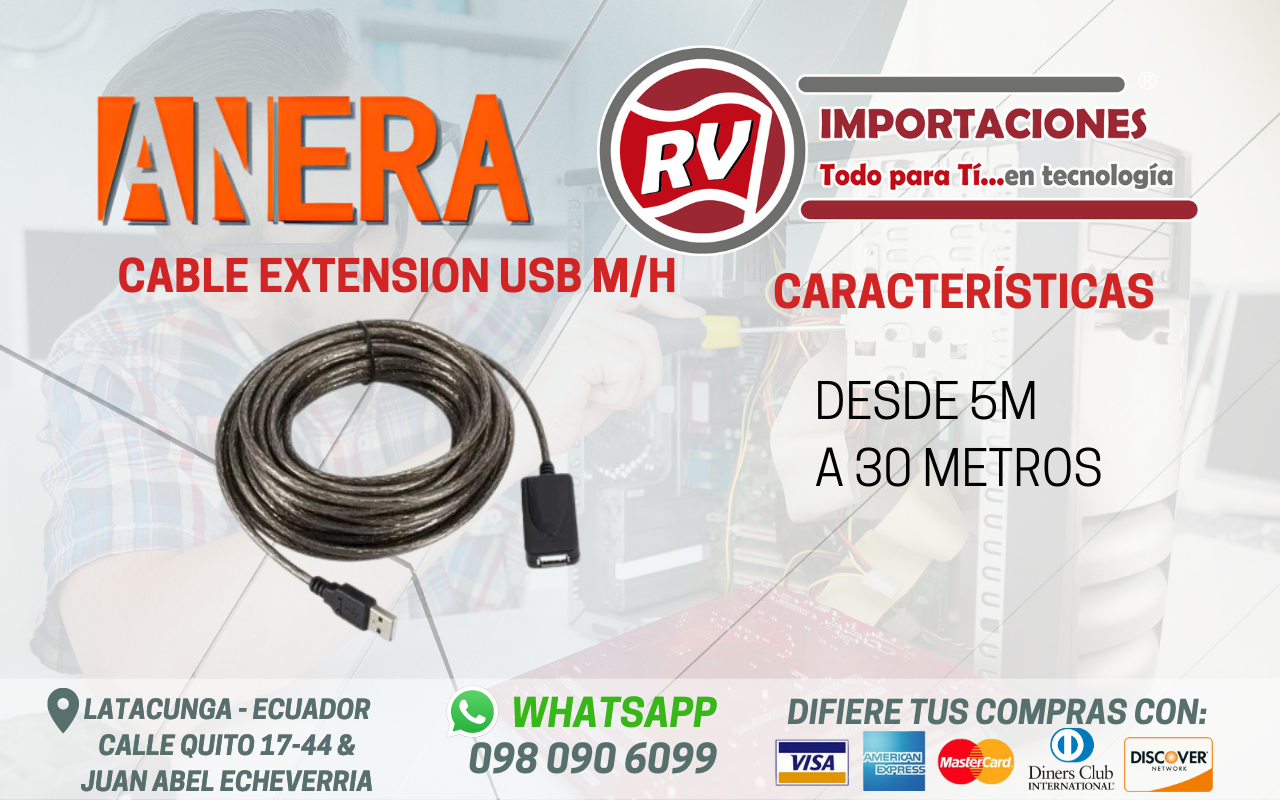 ANERA
RV
IMPORTACIONES
®
Todo para Tí...en tecnología
CABLE EXTENSION USB M/H
CARACTERÍSTICAS
DESDE 5M
A 30 METROS
LATACUNGA - ECUADOR
CALLE QUITO 17-44 &
JUAN ABEL ECHEVERRIA
WHATSAPP
098 090 6099
DIFIERE TUS COMPRAS CON:
VISA
AMERICAN
EXPRESS
MasterCard
Diners Club
INTERNATIONAL
DISCOVER
NETWORK